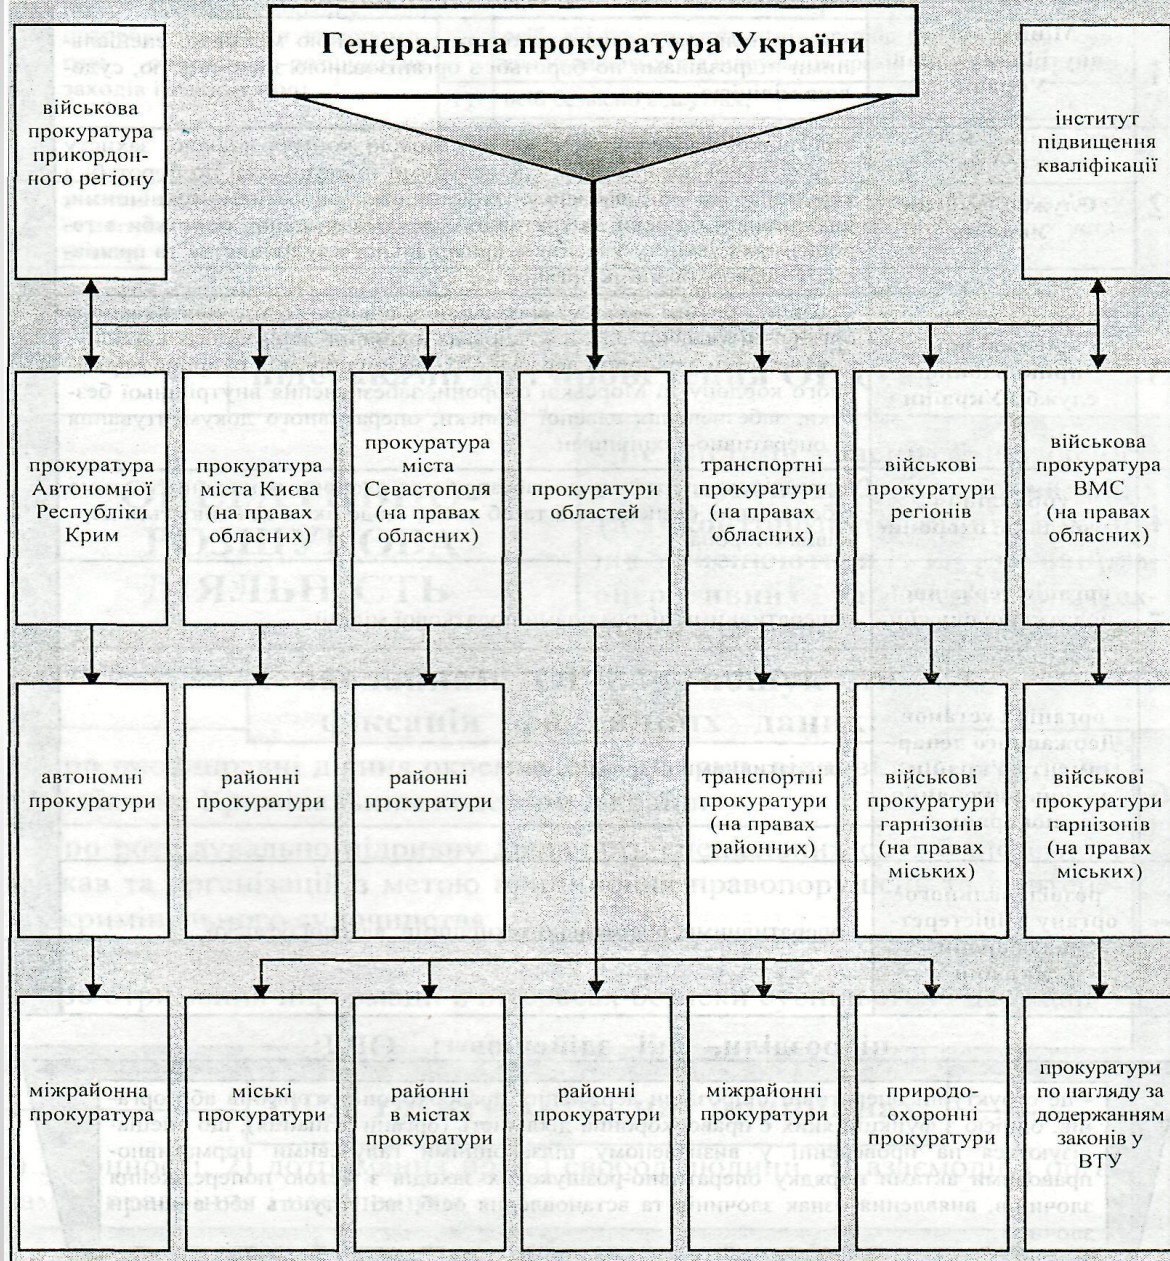 Генеральна прокуратура України
військова
прокуратура
прикордон-
ного регіону
інститут
підвищення
кваліфікації
прокуратура
Автономної
Республіки
Крим
прокуратура
міста Києва
(на правах
обласних)
прокуратура
міста
Севастополя
(на правах
обласних)
прокуратури
областей
транспортні
прокуратури
(на правах
обласних)
військові
прокуратури
регіонів
військова
прокуратура
ВМС
(на правах
обласних)
автономні
прокуратури
районні
прокуратури
районні
прокуратури
транспортні
прокуратури
(на правах
районних)
військові
прокуратури
гарнізонів
(на правах
міських)
військові
прокуратури
гарнізонів
(на правах
міських)
міжрайонна
прокуратура
міські
прокуратури
районні
в містах
прокуратури
районні
прокуратури
міжрайонні
прокуратури
природо-
охоронні
прокуратури
прокуратури
по нагляду за
додержанням
законів у
ВТУ